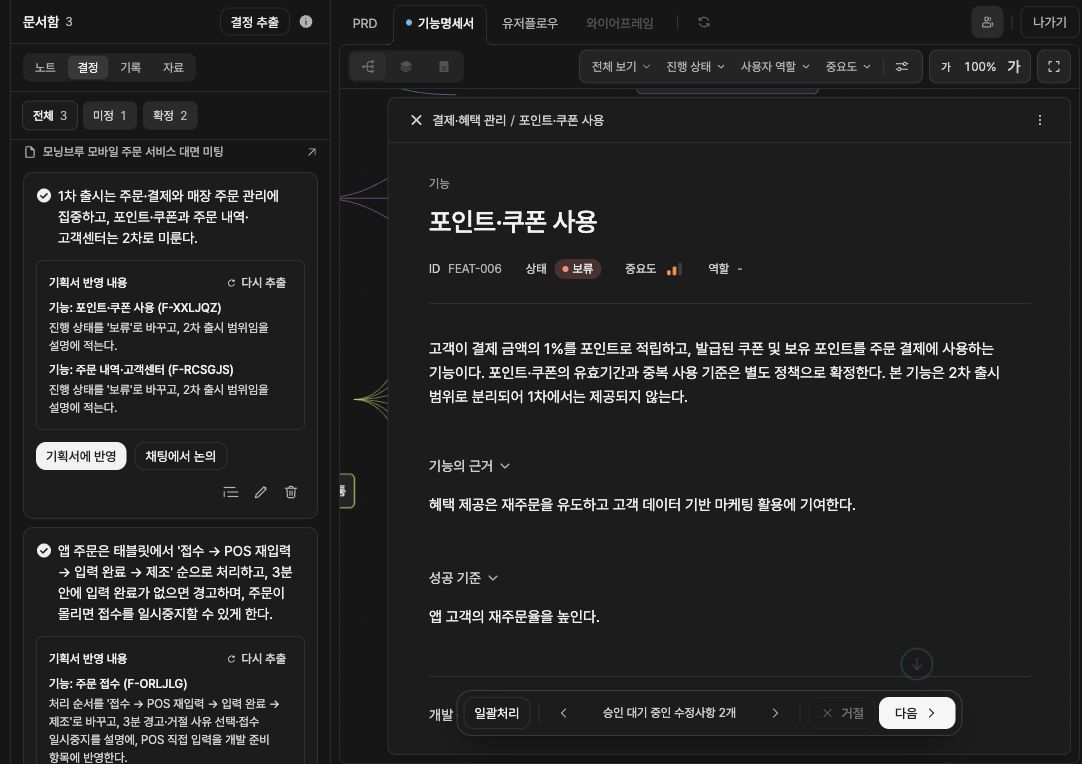 문서함 3
결정 추출
노트
결정
기록
자료
전체 3
미정 1
확정 2
모닝브루 모바일 주문 서비스 대면 미팅
1차 출시는 주문·결제와 매장 주문 관리에
집중하고, 포인트·쿠폰과 주문 내역·
고객센터는 2차로 미룬다.
기획서 반영 내용
다시 추출
기능: 포인트·쿠폰 사용 (F-XXLJQZ)
진행 상태를 '보류'로 바꾸고, 2차 출시 범위임을
설명에 적는다.
기능: 주문 내역·고객센터 (F-RCSGJS)
진행 상태를 '보류'로 바꾸고, 2차 출시 범위임을
설명에 적는다.
기획서에 반영
채팅에서 논의
앱 주문은 태블릿에서 '접수 → POS 재입력
→ 입력 완료 → 제조' 순으로 처리하고, 3분
안에 입력 완료가 없으면 경고하며, 주문이
몰리면 접수를 일시중지할 수 있게 한다.
기획서 반영 내용
다시 추출
기능: 주문 접수 (F-ORLJLG)
처리 순서를 '접수 → POS 재입력 → 입력 완료 →
제조'로 바꾸고, 3분 경고·거절 사유 선택·접수
일시중지를 설명에, POS 직접 입력을 개발 준비
항목에 반영한다.
PRD
기능명세서
유저플로우
와이어프레임
나가기
전체 보기
진행 상태
사용자 역할
중요도
가 100% 가
결제·혜택 관리 / 포인트·쿠폰 사용
기능
포인트·쿠폰 사용
ID FEAT-006
상태 보류
중요도
역할 -
고객이 결제 금액의 1%를 포인트로 적립하고, 발급된 쿠폰 및 보유 포인트를 주문 결제에 사용하는
기능이다. 포인트·쿠폰의 유효기간과 중복 사용 기준은 별도 정책으로 확정한다. 본 기능은 2차 출시
범위로 분리되어 1차에서는 제공되지 않는다.
기능의 근거
혜택 제공은 재주문을 유도하고 고객 데이터 기반 마케팅 활용에 기여한다.
성공 기준
앱 고객의 재주문율을 높인다.
개발
일괄처리
승인 대기 중인 수정사항 2개
거절
다음